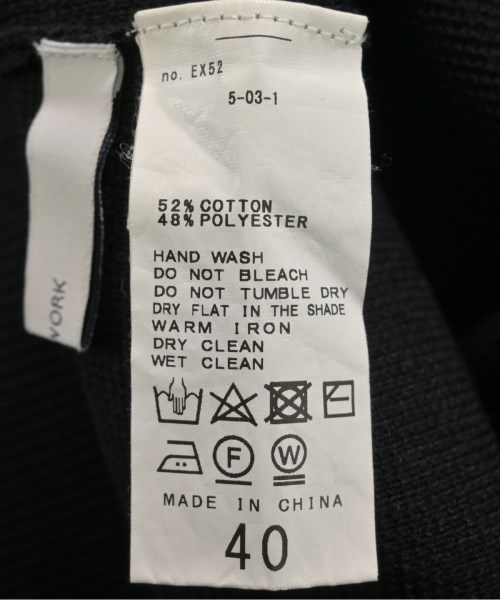 no. EX52
5-03-1
52% COTTON
48% POLYESTER
HAND WASH
DO NOT BLEACH
DO NOT TUMBLE DRY
DRY FLAT IN THE SHADE
WARM IRON
DRY CLEAN
WET CLEAN
F W
MADE IN CHINA
40
YORK